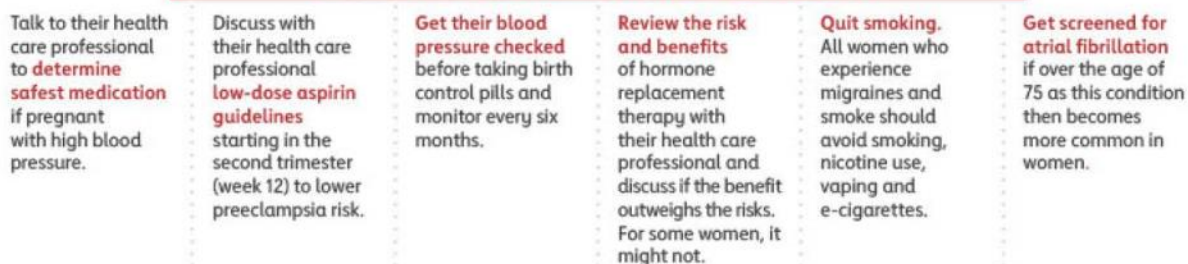 Talk to their health
care professional
to determine
safest medication
if pregnant
with high blood
pressure.
Discuss with
their health care
professional
low-dose aspirin
guidelines
starting in the
second trimester
(week 12) to lower
preeclampsia risk.
Get their blood
pressure checked
before taking birth
control pills and
monitor every six
months.
Review the risk
and benefits
of hormone
replacement
therapy with
their health care
professional and
discuss if the benefit
outweighs the risks.
For some women, it
might not.
Quit smoking.
All women who
experience
migraines and
smoke should
avoid smoking,
nicotine use,
vaping and
e-cigarettes.
Get screened for
atrial fibrillation
if over the age of
75 as this condition
then becomes
more common in
women.